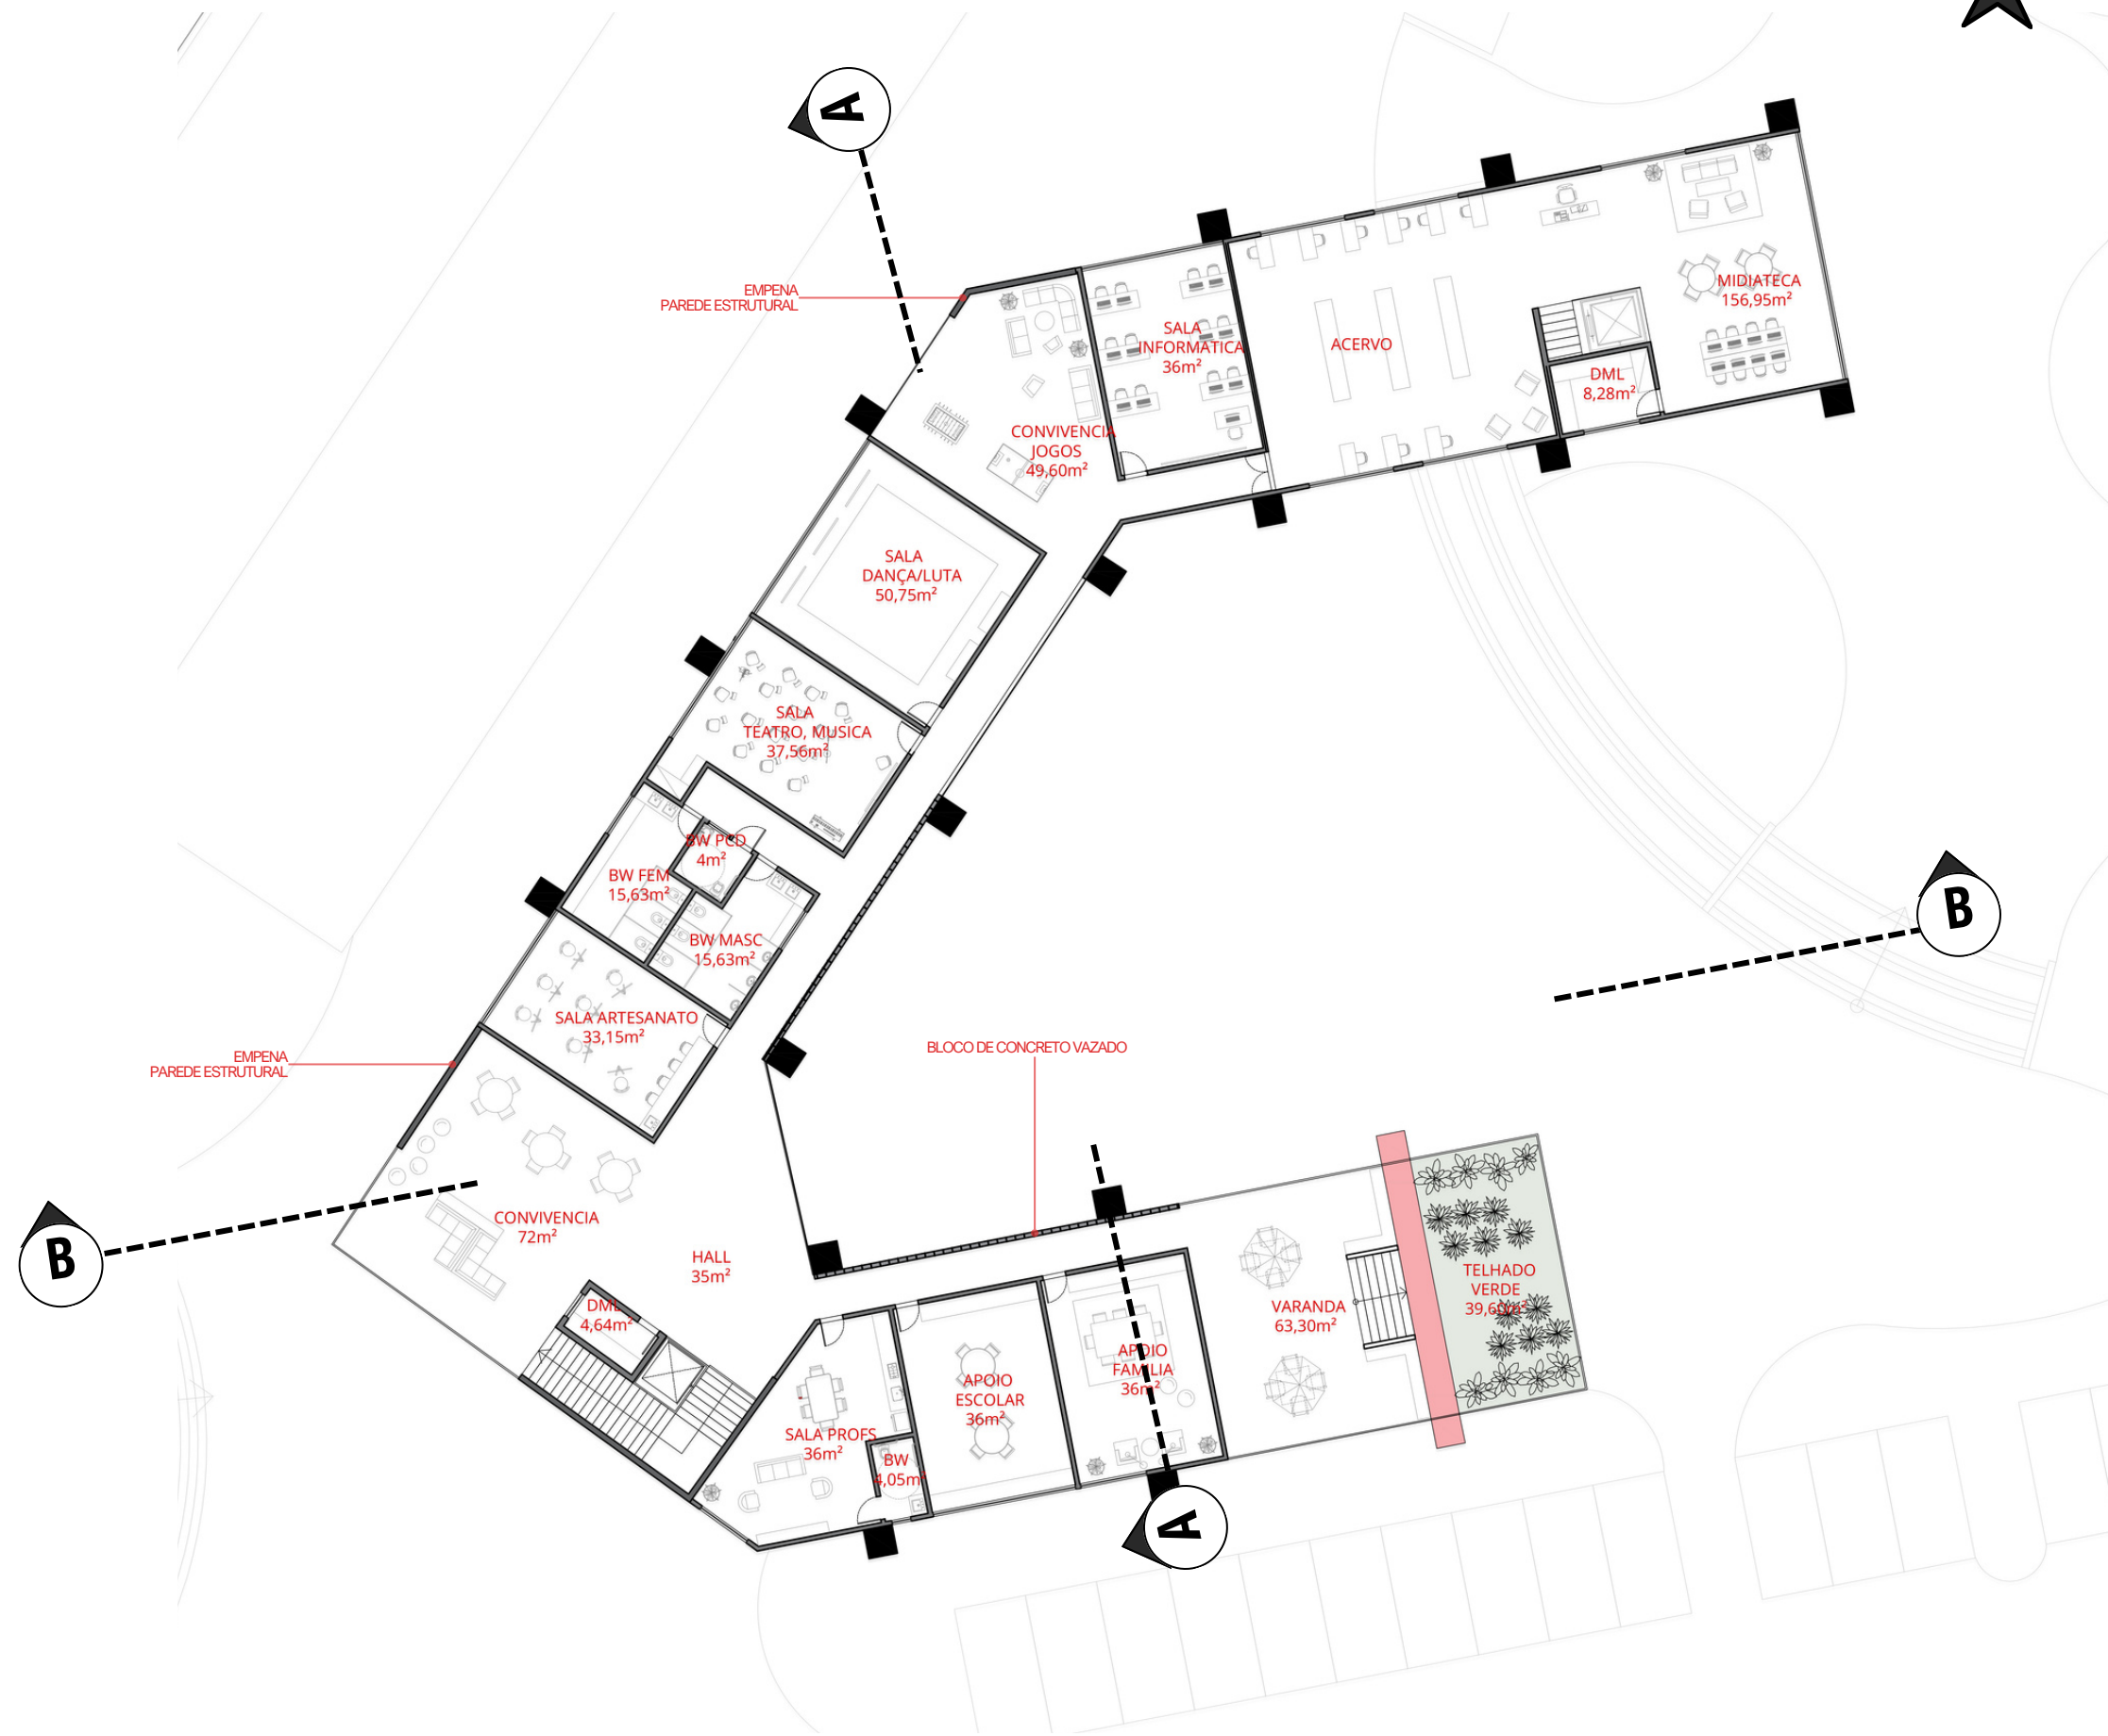 A
EMPENA
PAREDE ESTRUTURAL
MIDIATECA
156,95m²
SALA
INFORMATICA
36m²
ACERVO
DML
8,28m²
CONVIVENCIA
JOGOS
49,60m²
SALA
DANÇA/LUTA
50,75m²
SALA
TEATRO, MUSICA
37,56m²
BW PCD
4m²
BW FEM
15,63m²
BW MASC
15,63m²
B
SALA ARTESANATO
33,15m²
EMPENA
PAREDE ESTRUTURAL
BLOCO DE CONCRETO VAZADO
CONVIVENCIA
72m²
B
HALL
35m²
DML
4,64m²
TELHADO
VERDE
39,60m²
VARANDA
63,30m²
APOIO
FAMILIA
36m²
APOIO
ESCOLAR
36m²
SALA PROFS
36m²
BW
4,05m²
A